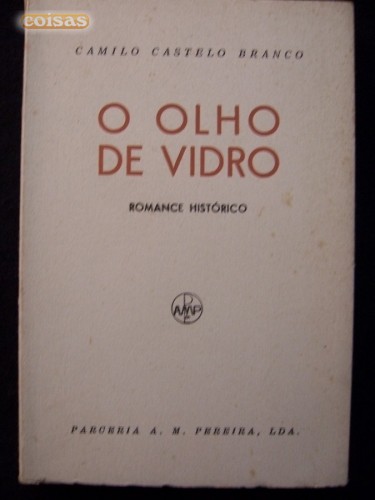 coisas
CAMILO CASTELO BRANCO
O OLHO
DE VIDRO
ROMANCE HISTÓRICO
PARCERIA A. M. PEREIRA, LDA.